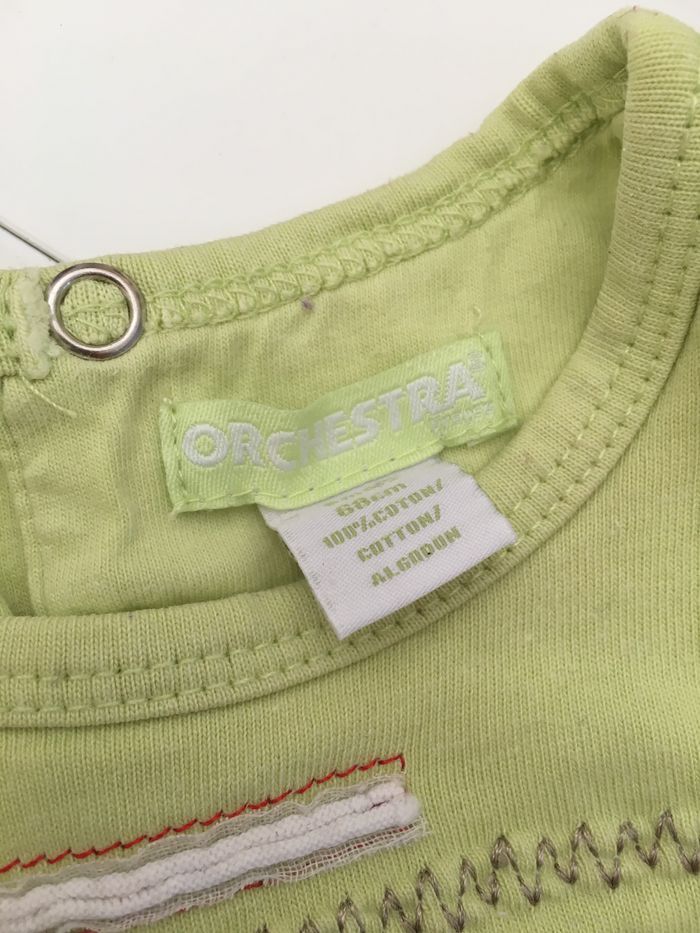 ORCHESTRA
68cm
100%COTON/
COTTON/
ALGODON